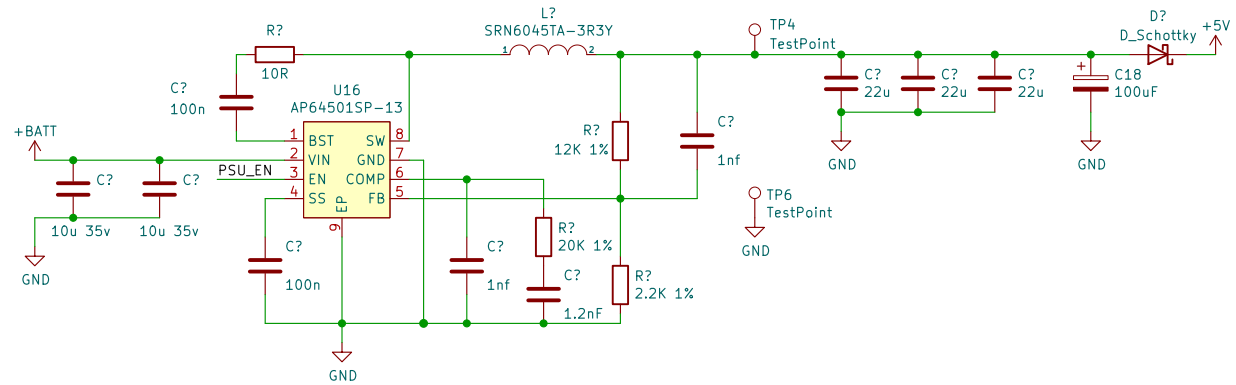 L?
SRN6045TA-3R3Y
1
2
R?
10R
TP4
TestPoint
D?
D_Schottky
+5V
C?
100n
U16
AP64501SP-13
C?
22u
C?
22u
C?
22u
C18
100uF
+
+BATT
1
BST
SW
8
2
VIN
GND
7
PSU_EN
3
EN
COMP
6
4
SS
FB
5
EP
9
R?
12K 1%
C?
1nf
GND
GND
C?
10u 35v
C?
10u 35v
GND
TP6
TestPoint
GND
C?
100n
C?
1nf
R?
20K 1%
C?
1.2nF
R?
2.2K 1%
GND